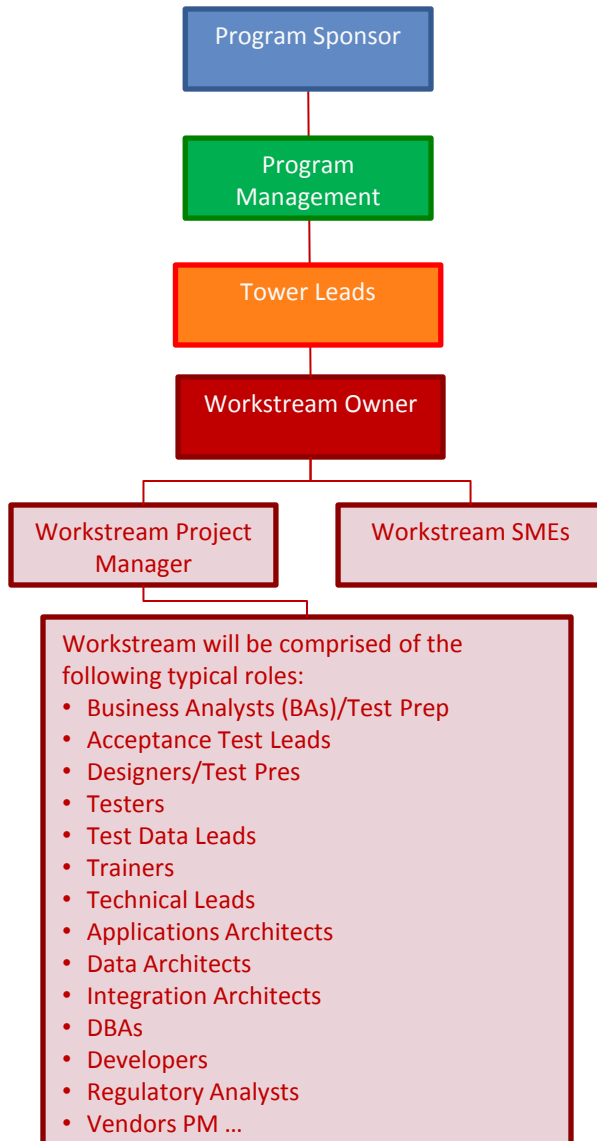 Program Sponsor
Program
Management
Tower Leads
Workstream Owner
Workstream Project
Manager
Workstream SMEs
Workstream will be comprised of the
following typical roles:
• Business Analysts (BAs)/Test Prep
• Acceptance Test Leads
• Designers/Test Pres
• Testers
• Test Data Leads
• Trainers
• Technical Leads
• Applications Architects
• Data Architects
• Integration Architects
• DBAs
• Developers
• Regulatory Analysts
• Vendors PM ...